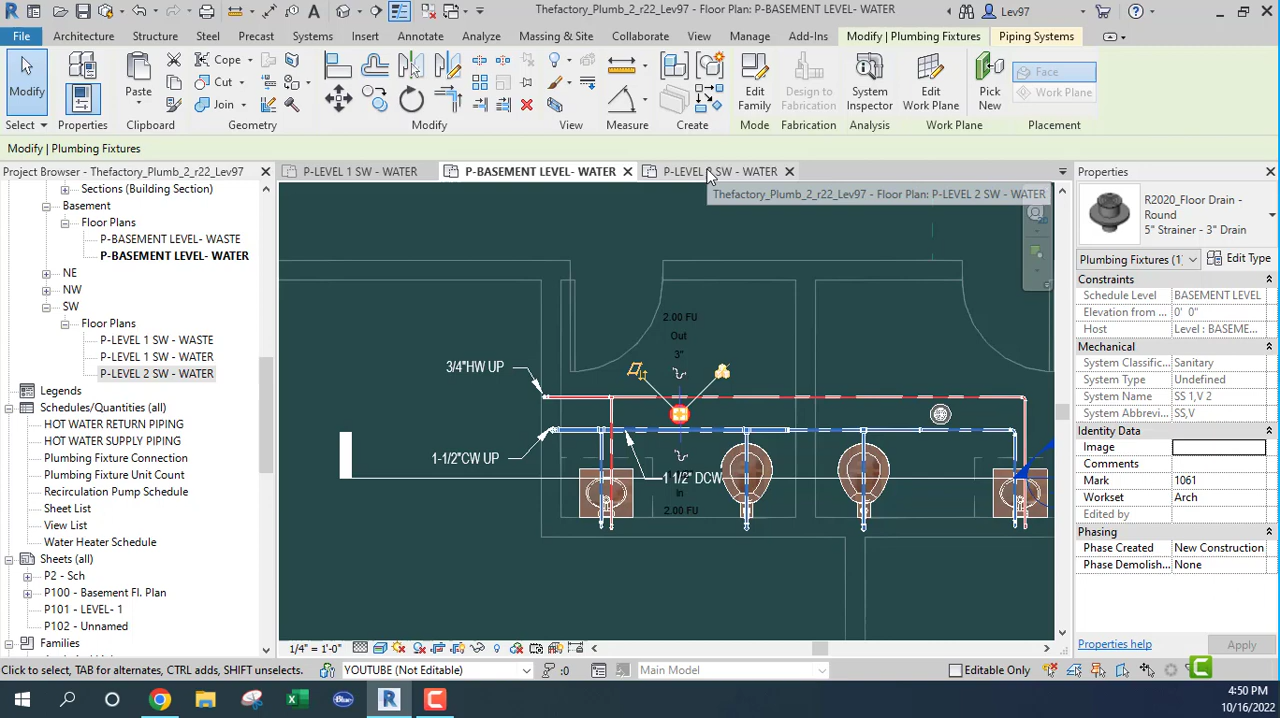 Thefactory_Plumb_2_r22_Lev97 - Floor Plan: P-BASEMENT LEVEL- WATER
Lev97
File
Architecture
Structure
Steel
Precast
Systems
Insert
Annotate
Analyze
Massing & Site
Collaborate
View
Manage
Add-Ins
Modify | Plumbing Fixtures
Piping Systems
Modify
Properties
Paste
Cope
Cut
Join
Edit Family
Design to Fabrication
System Inspector
Edit Work Plane
Pick New
Face
Work Plane
Select
Properties
Clipboard
Geometry
Modify
View
Measure
Create
Mode
Fabrication
Analysis
Work Plane
Placement
Modify | Plumbing Fixtures
Project Browser - Thefactory_Plumb_2_r22_Lev97
P-LEVEL 1 SW - WATER
P-BASEMENT LEVEL- WATER
P-LEVEL 2 SW - WATER
Thefactory_Plumb_2_r22_Lev97 - Floor Plan: P-LEVEL 2 SW - WATER
Sections (Building Section)
Basement
Floor Plans
P-BASEMENT LEVEL- WASTE
P-BASEMENT LEVEL- WATER
NE
NW
SW
Floor Plans
P-LEVEL 1 SW - WASTE
P-LEVEL 1 SW - WATER
P-LEVEL 2 SW - WATER
Legends
Schedules/Quantities (all)
HOT WATER RETURN PIPING
HOT WATER SUPPLY PIPING
Plumbing Fixture Connection
Plumbing Fixture Unit Count
Recirculation Pump Schedule
Sheet List
View List
Water Heater Schedule
Sheets (all)
P2 - Sch
P100 - Basement Fl. Plan
P101 - LEVEL- 1
P102 - Unnamed
Families
2.00 FU
Out
3"
3/4"HW UP
1-1/2"CW UP
1 1/2" DCW
In
2.00 FU
1/4" = 1'-0"
Properties
R2020_Floor Drain - Round
5" Strainer - 3" Drain
Plumbing Fixtures (1)
Edit Type
Constraints
Schedule Level BASEMENT LEVEL
Elevation from ... 0' 0"
Host Level : BASEME...
Mechanical
System Classific... Sanitary
System Type Undefined
System Abbrevi... SS,V
SS 1,V 2
Identity Data
Image
Comments
Mark 1061
Workset Arch
Edited by
Phasing
Phase Created New Construction
Phase Demolish... None
Properties help
Apply
Click to select, TAB for alternates, CTRL adds, SHIFT unselects.
YOUTUBE (Not Editable)
:0
Main Model
Editable Only
4:50 PM
10/16/2022